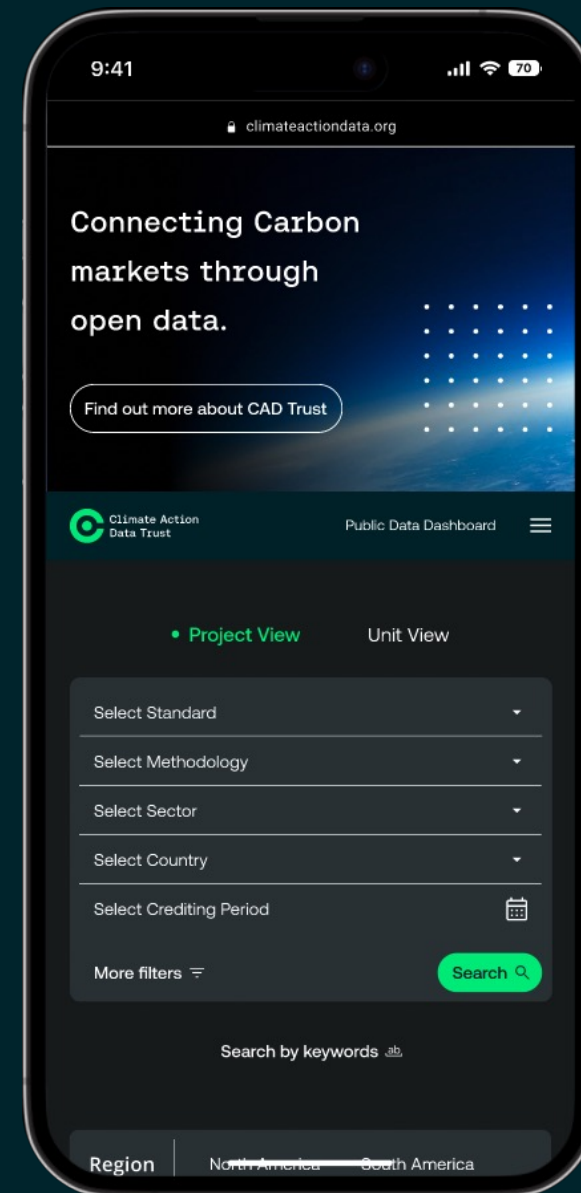 9:41
70
climateactiondata.org
Connecting Carbon
markets through
open data.
Find out more about CAD Trust
Climate Action
Data Trust
Public Data Dashboard
Project View Unit View
Select Standard
Select Methodology
Select Sector
Select Country
Select Crediting Period
More filters Search
Search by keywords ab
Region North America South America